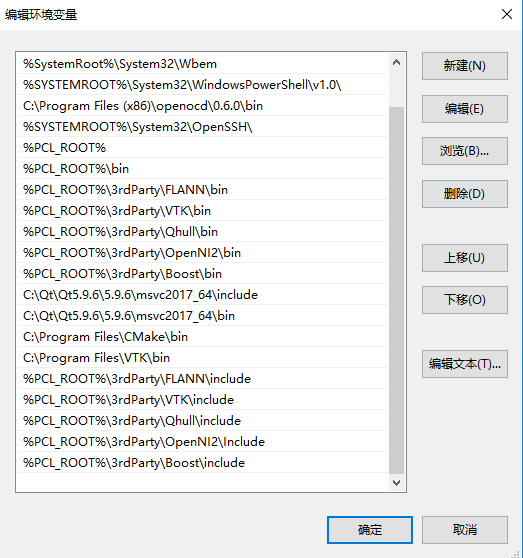 编辑环境变量
%SystemRoot%\System32\Wbem
%SYSTEMROOT%\System32\WindowsPowerShell\v1.0\
C:\Program Files (x86)\openocd\0.6.0\bin
%SYSTEMROOT%\System32\OpenSSH\
%PCL_ROOT%
%PCL_ROOT%\bin
%PCL_ROOT%\3rdParty\FLANN\bin
%PCL_ROOT%\3rdParty\VTK\bin
%PCL_ROOT%\3rdParty\Qhull\bin
%PCL_ROOT%\3rdParty\OpenNI2\bin
%PCL_ROOT%\3rdParty\Boost\bin
C:\Qt\Qt5.9.6\5.9.6\msvc2017_64\include
C:\Qt\Qt5.9.6\5.9.6\msvc2017_64\bin
C:\Program Files\CMake\bin
C:\Program Files\VTK\bin
%PCL_ROOT%\3rdParty\FLANN\include
%PCL_ROOT%\3rdParty\VTK\include
%PCL_ROOT%\3rdParty\Qhull\include
%PCL_ROOT%\3rdParty\OpenNI2\Include
%PCL_ROOT%\3rdParty\Boost\include
新建(N)
编辑(E)
浏览(B)...
删除(D)
上移(U)
下移(O)
编辑文本(T)...
确定
取消